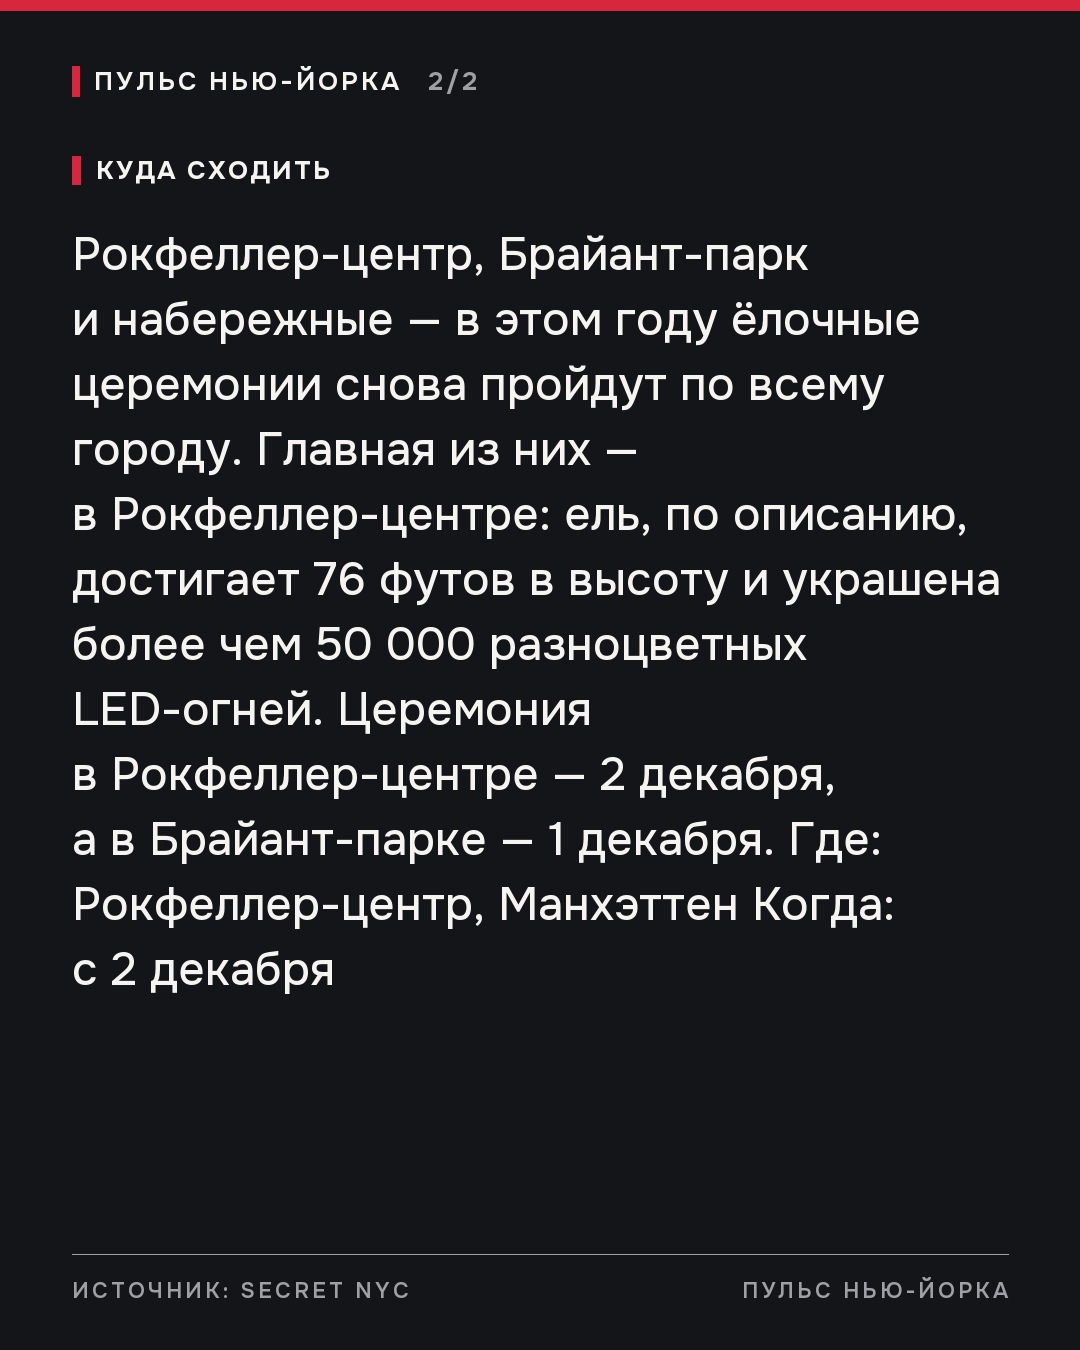 ПУЛЬС НЬЮ-ЙОРКА 2/2
КУДА СХОДИТЬ
Рокфеллер-центр, Брайант-парк
и набережные — в этом году ёлочные
церемонии снова пройдут по всему
городу. Главная из них —
в Рокфеллер-центре: ель, по описанию,
достигает 76 футов в высоту и украшена
более чем 50 000 разноцветных
LED-огней. Церемония
в Рокфеллер-центре — 2 декабря,
а в Брайант-парке — 1 декабря. Где:
Рокфеллер-центр, Манхэттен Когда:
с 2 декабря
ИСТОЧНИК: SECRET NYC
ПУЛЬС НЬЮ-ЙОРКА